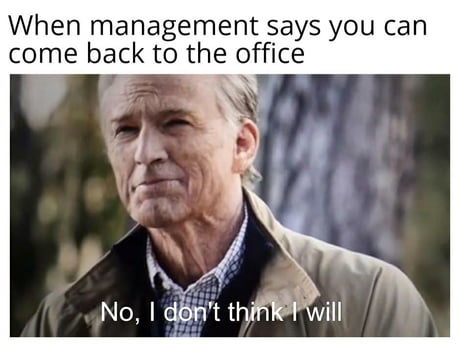 When management says you can
come back to the office
No, I don't think I will